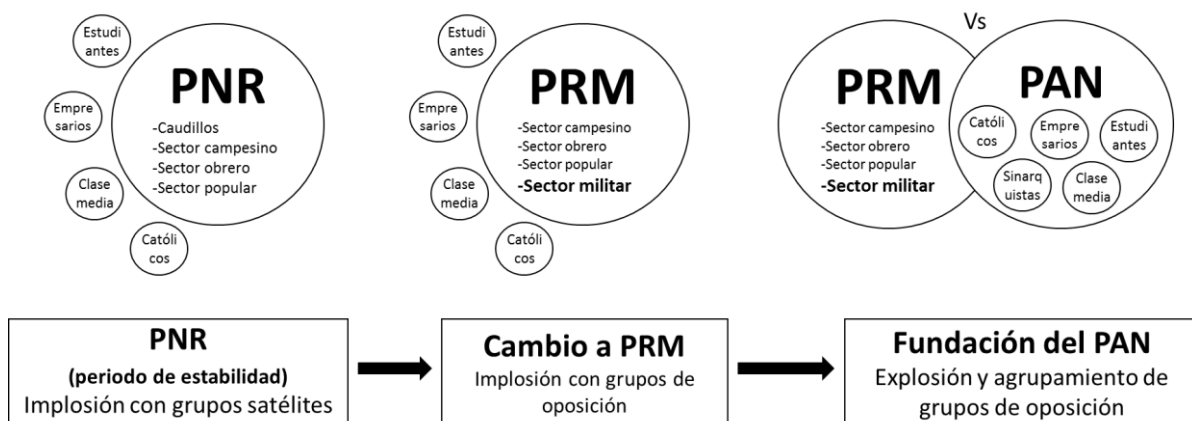 Estudi
antes
Empre
sarios
Clase
media
Católi
cos
PNR
-Caudillos
-Sector campesino
-Sector obrero
-Sector popular
Estudi
antes
Empre
sarios
Clase
media
Católi
cos
PRM
-Sector campesino
-Sector obrero
-Sector popular
-Sector militar
Vs
PRM
-Sector campesino
-Sector obrero
-Sector popular
-Sector militar
PAN
Católi
cos
Empre
sarios
Estudi
antes
Sinarq
uistas
Clase
media
PNR
(periodo de estabilidad)
Implosión con grupos satélites
Cambio a PRM
Implosión con grupos de
oposición
Fundación del PAN
Explosión y agrupamiento de
grupos de oposición